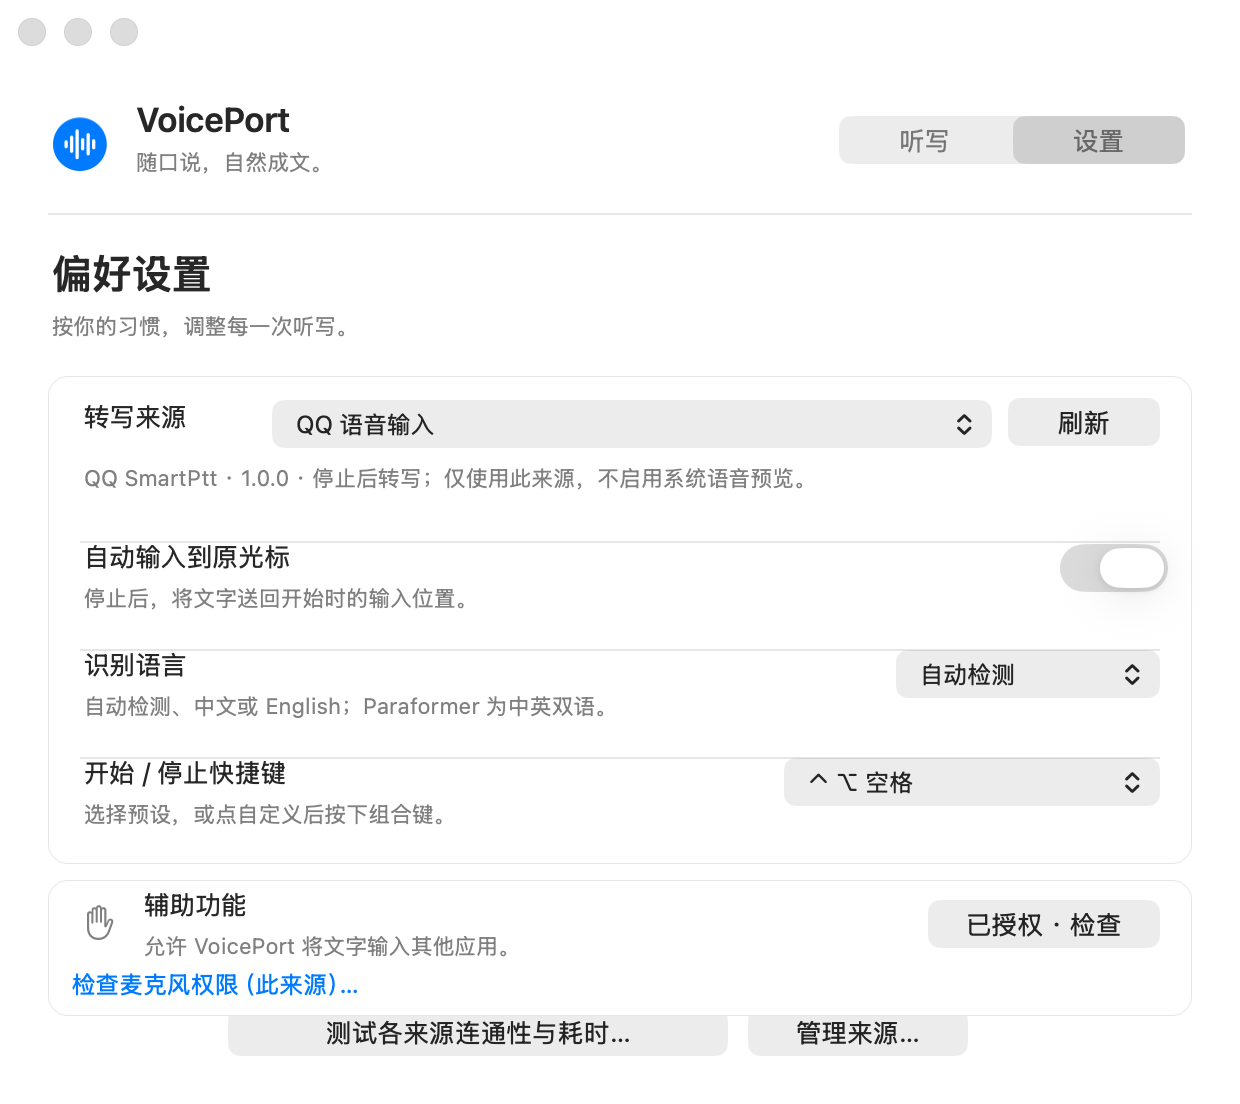 VoicePort
随口说，自然成文。
听写
设置
偏好设置
按你的习惯，调整每一次听写。
转写来源
QQ 语音输入
刷新
QQ SmartPtt · 1.0.0 · 停止后转写；仅使用此来源，不启用系统语音预览。
自动输入到原光标
停止后，将文字送回开始时的输入位置。
识别语言
自动检测
自动检测、中文或 English；Paraformer 为中英双语。
开始 / 停止快捷键
⌃ ⌥ 空格
选择预设，或点自定义后按下组合键。
辅助功能
允许 VoicePort 将文字输入其他应用。
已授权 · 检查
检查麦克风权限 (此来源)...
测试各来源连通性与耗时...
管理来源...